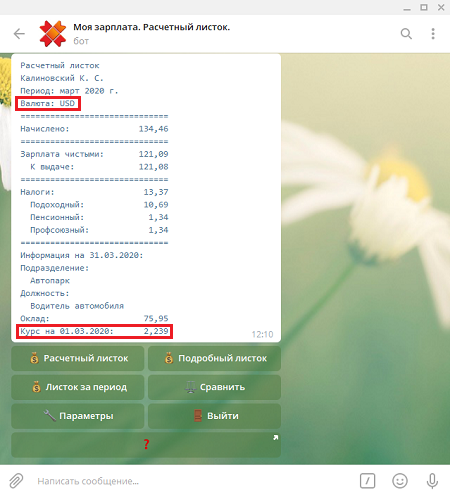 Моя зарплата. Расчетный листок.
бот
Расчетный листок
Калиновский К. С.
Период: март 2020 г.
Валюта: USD
==============================
Начислено: 134,46
==============================
Зарплата чистыми: 121,09
К выдаче: 121,08
==============================
Налоги: 13,37
Подоходный: 10,69
Пенсионный: 1,34
Профсоюзный: 1,34
==============================
Информация на 31.03.2020:
Подразделение:
Автопарк
Должность:
Водитель автомобиля
Оклад: 75,95
Курс на 01.03.2020: 2,239
12:10
Расчетный листок
Подробный листок
Листок за период
Сравнить
Параметры
Выйти
?
Написать сообщение...